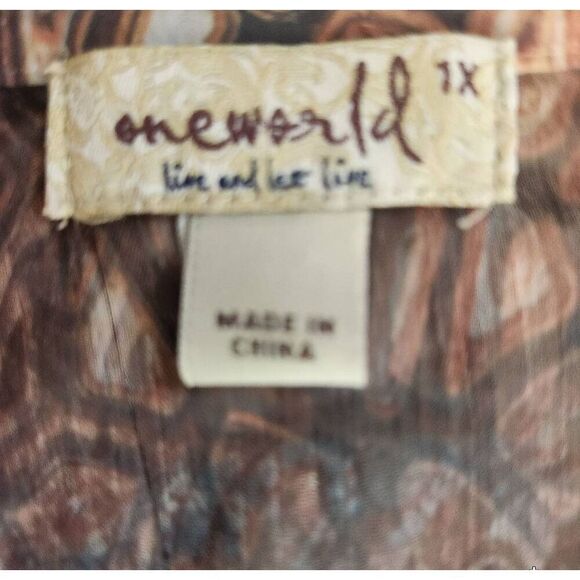 oneworld 1X
live and let live
MADE IN
CHINA